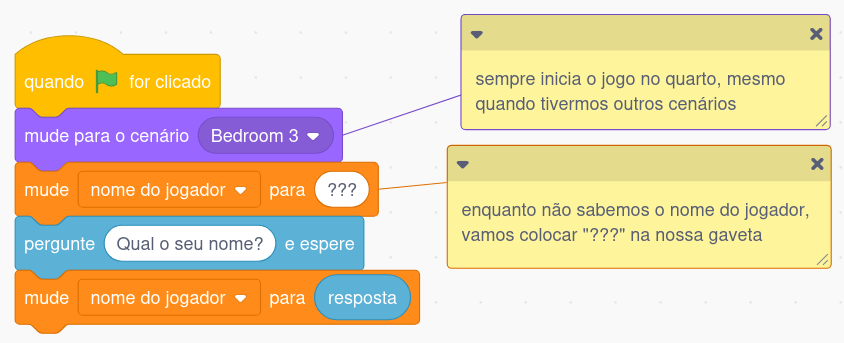 quando for clicado
mude para o cenário Bedroom 3
mude nome do jogador para ???
pergunte Qual o seu nome? e espere
mude nome do jogador para resposta
sempre inicia o jogo no quarto, mesmo
quando tivermos outros cenários
enquanto não sabemos o nome do jogador,
vamos colocar "???" na nossa gaveta